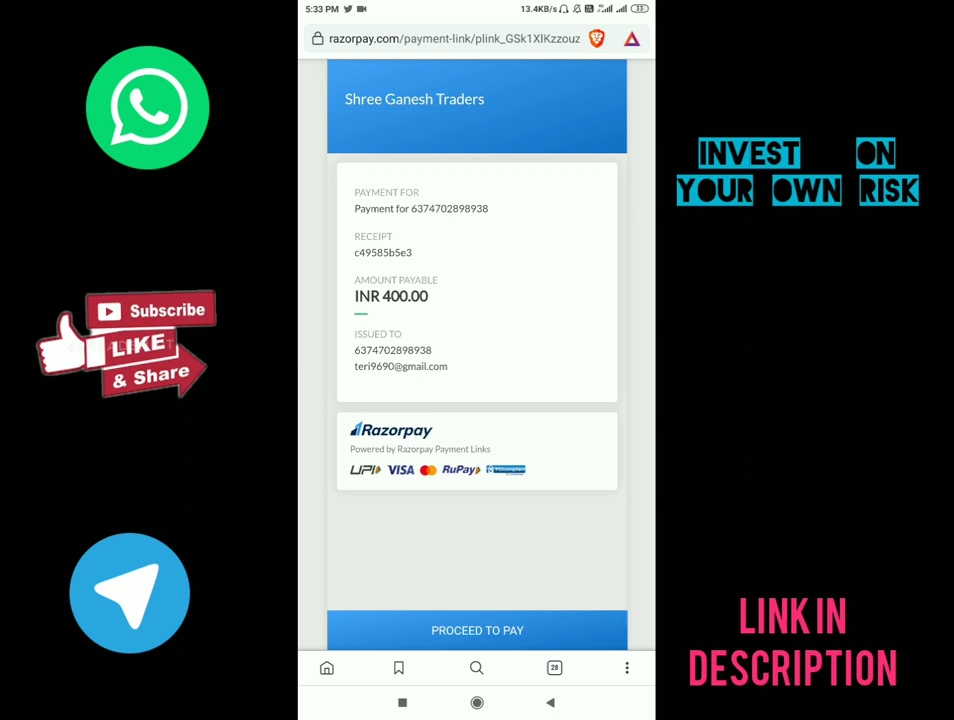 5:33 PM
13.4KB/s
33
razorpay.com/payment-link/plink_GSk1XlKzzouz
Shree Ganesh Traders
PAYMENT FOR
Payment for 6374702898938
RECEIPT
c49585b5e3
AMOUNT PAYABLE
INR 400.00
ISSUED TO
6374702898938
teri9690@gmail.com
Razorpay
Powered by Razorpay Payment Links
UPI
VISA
RuPay
PROCEED TO PAY
28
Subscribe
LIKE
& Share
INVEST ON
YOUR OWN RISK
LINK IN
DESCRIPTION